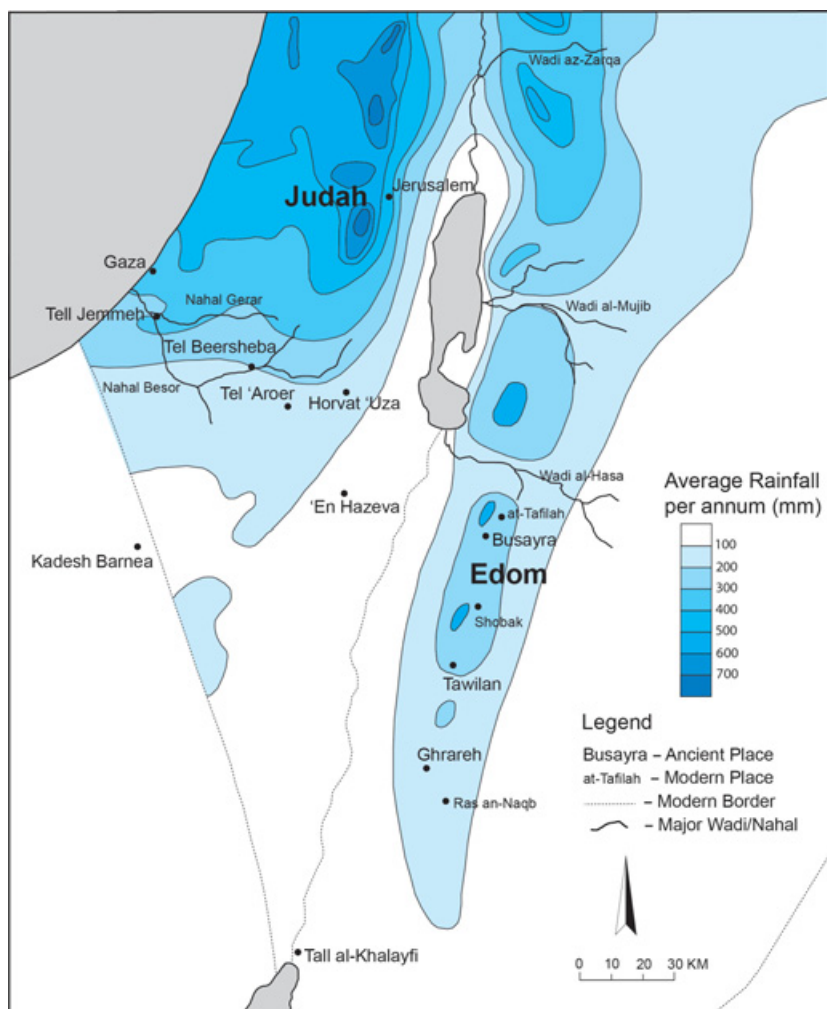 Wadi az-Zarqa
Judah
Jerusalem
Gaza
Nahal Gerar
Tell Jemmeh
Wadi al-Mujib
Tel Beersheba
Nahal Besor
Tel ‘Aroer
Horvat ‘Uza
Wadi al-Hasa
‘En Hazeva
at-Tafilah
Busayra
Kadesh Barnea
Edom
Shobak
Tawilan
Ghrareh
Ras an-Naqb
Tall al-Khalayfi
Average Rainfall
per annum (mm)
100
200
300
400
500
600
700
Legend
Busayra – Ancient Place
at-Tafilah – Modern Place
– Modern Border
– Major Wadi/Nahal
0 10 20 30 KM